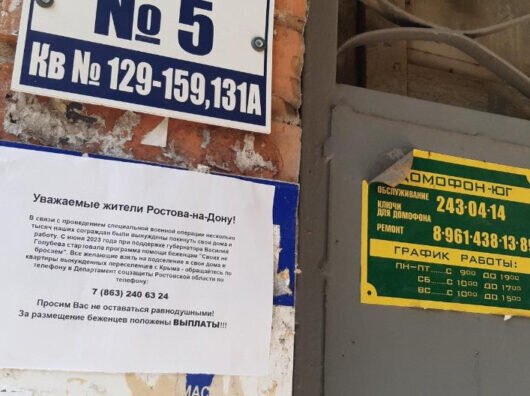 № 5
Кв № 129-159,131А
Уважаемые жители Ростова-на-Дону!
В связи с проведением специальной военной операции несколько
тысяч наших сограждан были вынуждены покинуть свои дома и
работу. С июня 2023 года при поддержке губернатора Василия
Голубева стартовала программа помощи беженцам "Своих не
бросаем". Все желающие взять на подселение в свои дома и
квартиры вынужденных переселенцев с Крыма - обращайтесь по
телефону в Департамент соцзащиты Ростовской области по
телефону:
7 (863) 240 63 24
Просим Вас не оставаться равнодушными!
За размещение беженцев положены ВЫПЛАТЫ!!!
ДОМОФОН-ЮГ
ОБСЛУЖИВАНИЕ
КЛЮЧИ
ДЛЯ ДОМОФОНА
243-04-14
РЕМОНТ
8-961-438-13-89
ГРАФИК РАБОТЫ:
ПН-ПТ.....С 9⁰⁰ ДО 19⁰⁰
СБ.....С 10⁰⁰ ДО 17⁰⁰
ВС.....С 10⁰⁰ ДО 15⁰⁰